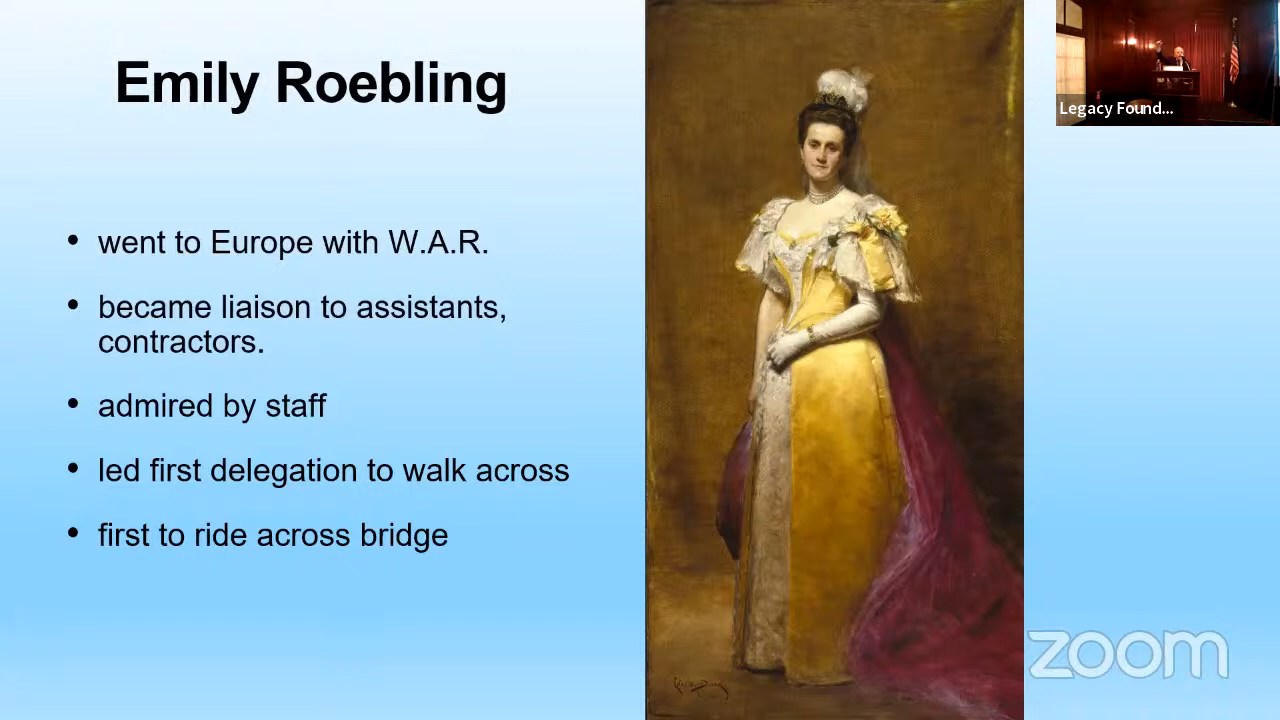 Emily Roebling
• went to Europe with W.A.R.
• became liaison to assistants,
contractors.
• admired by staff
• led first delegation to walk across
• first to ride across bridge
Legacy Found...
zoom